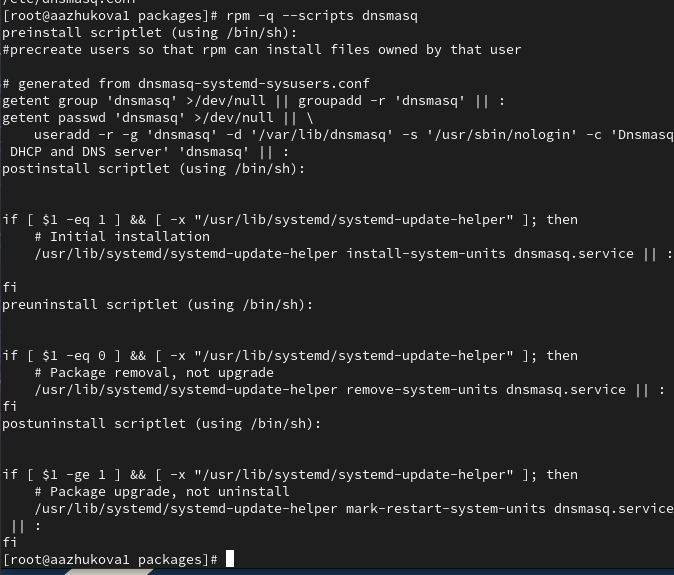 /etc/dnsmasq.conf
[root@aazhukova1 packages]# rpm -q --scripts dnsmasq
preinstall scriptlet (using /bin/sh):
#precreate users so that rpm can install files owned by that user

# generated from dnsmasq-systemd-sysusers.conf
getent group 'dnsmasq' >/dev/null || groupadd -r 'dnsmasq' || :
getent passwd 'dnsmasq' >/dev/null || \
    useradd -r -g 'dnsmasq' -d '/var/lib/dnsmasq' -s '/usr/sbin/nologin' -c 'Dnsmasq
 DHCP and DNS server' 'dnsmasq' || :
postinstall scriptlet (using /bin/sh):


if [ $1 -eq 1 ] && [ -x "/usr/lib/systemd/systemd-update-helper" ]; then
    # Initial installation
    /usr/lib/systemd/systemd-update-helper install-system-units dnsmasq.service || :

fi
preuninstall scriptlet (using /bin/sh):


if [ $1 -eq 0 ] && [ -x "/usr/lib/systemd/systemd-update-helper" ]; then
    # Package removal, not upgrade
    /usr/lib/systemd/systemd-update-helper remove-system-units dnsmasq.service || :
fi
postuninstall scriptlet (using /bin/sh):


if [ $1 -ge 1 ] && [ -x "/usr/lib/systemd/systemd-update-helper" ]; then
    # Package upgrade, not uninstall
    /usr/lib/systemd/systemd-update-helper mark-restart-system-units dnsmasq.service
 || :
fi
[root@aazhukova1 packages]#